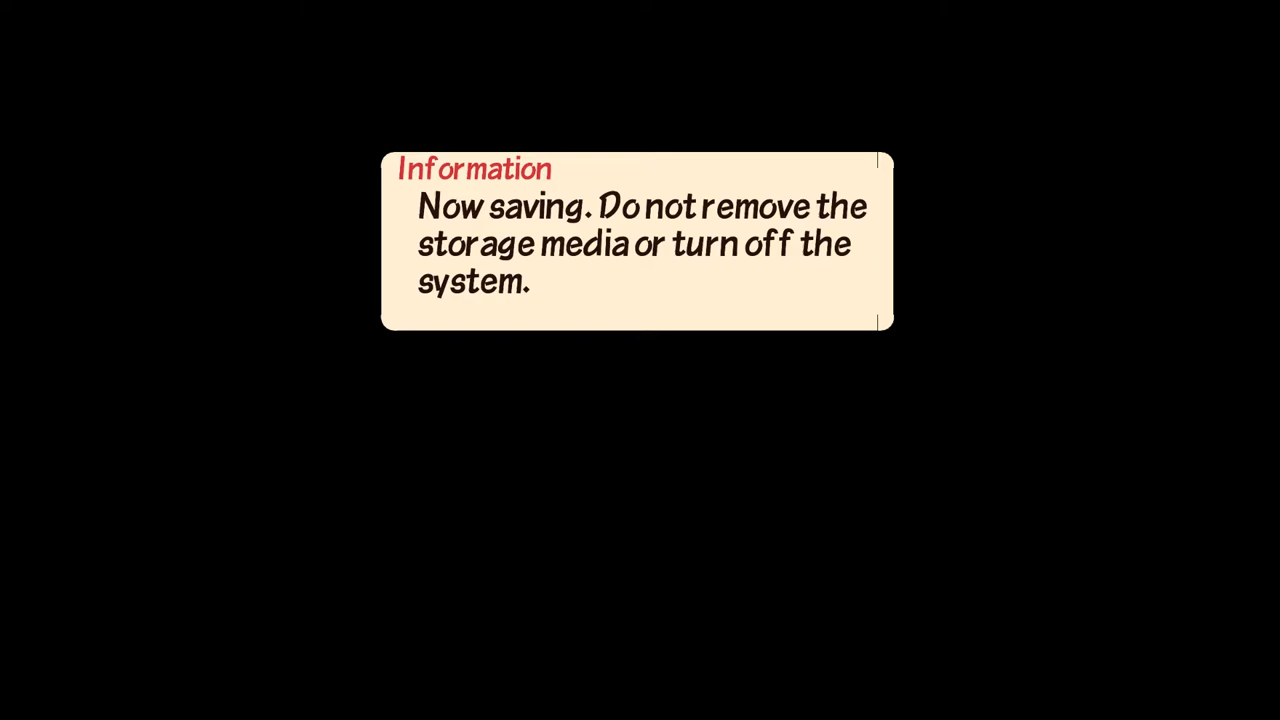 Information
Now saving. Do not remove the
storage media or turn off the
system.